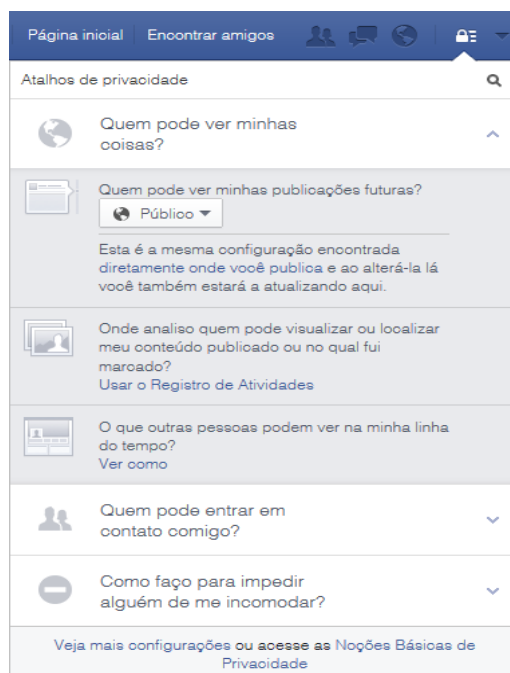 Página inicial Encontrar amigos
Atalhos de privacidade
Quem pode ver minhas
coisas?
Quem pode ver minhas publicações futuras?
Público
Esta é a mesma configuração encontrada
diretamente onde você publica e ao alterá-la lá
você também estará a atualizando aqui.
Onde analiso quem pode visualizar ou localizar
meu conteúdo publicado ou no qual fui
marcado?
Usar o Registro de Atividades
O que outras pessoas podem ver na minha linha
do tempo?
Ver como
Quem pode entrar em
contato comigo?
Como faço para impedir
alguém de me incomodar?
Veja mais configurações ou acesse as Noções Básicas de
Privacidade